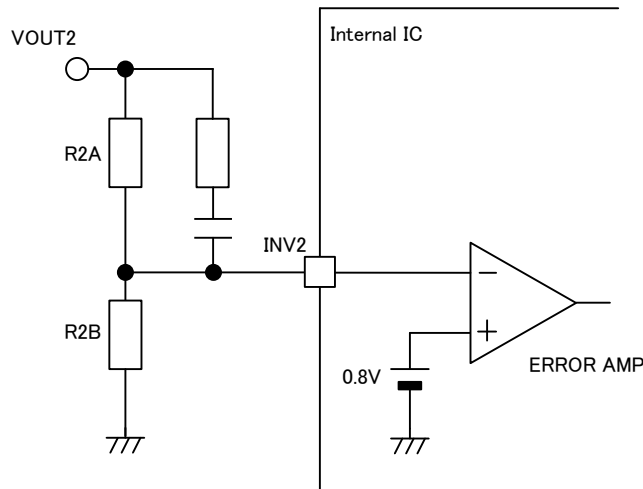 Internal IC
VOUT2
R2A
INV2
R2B
0.8V
ERROR AMP